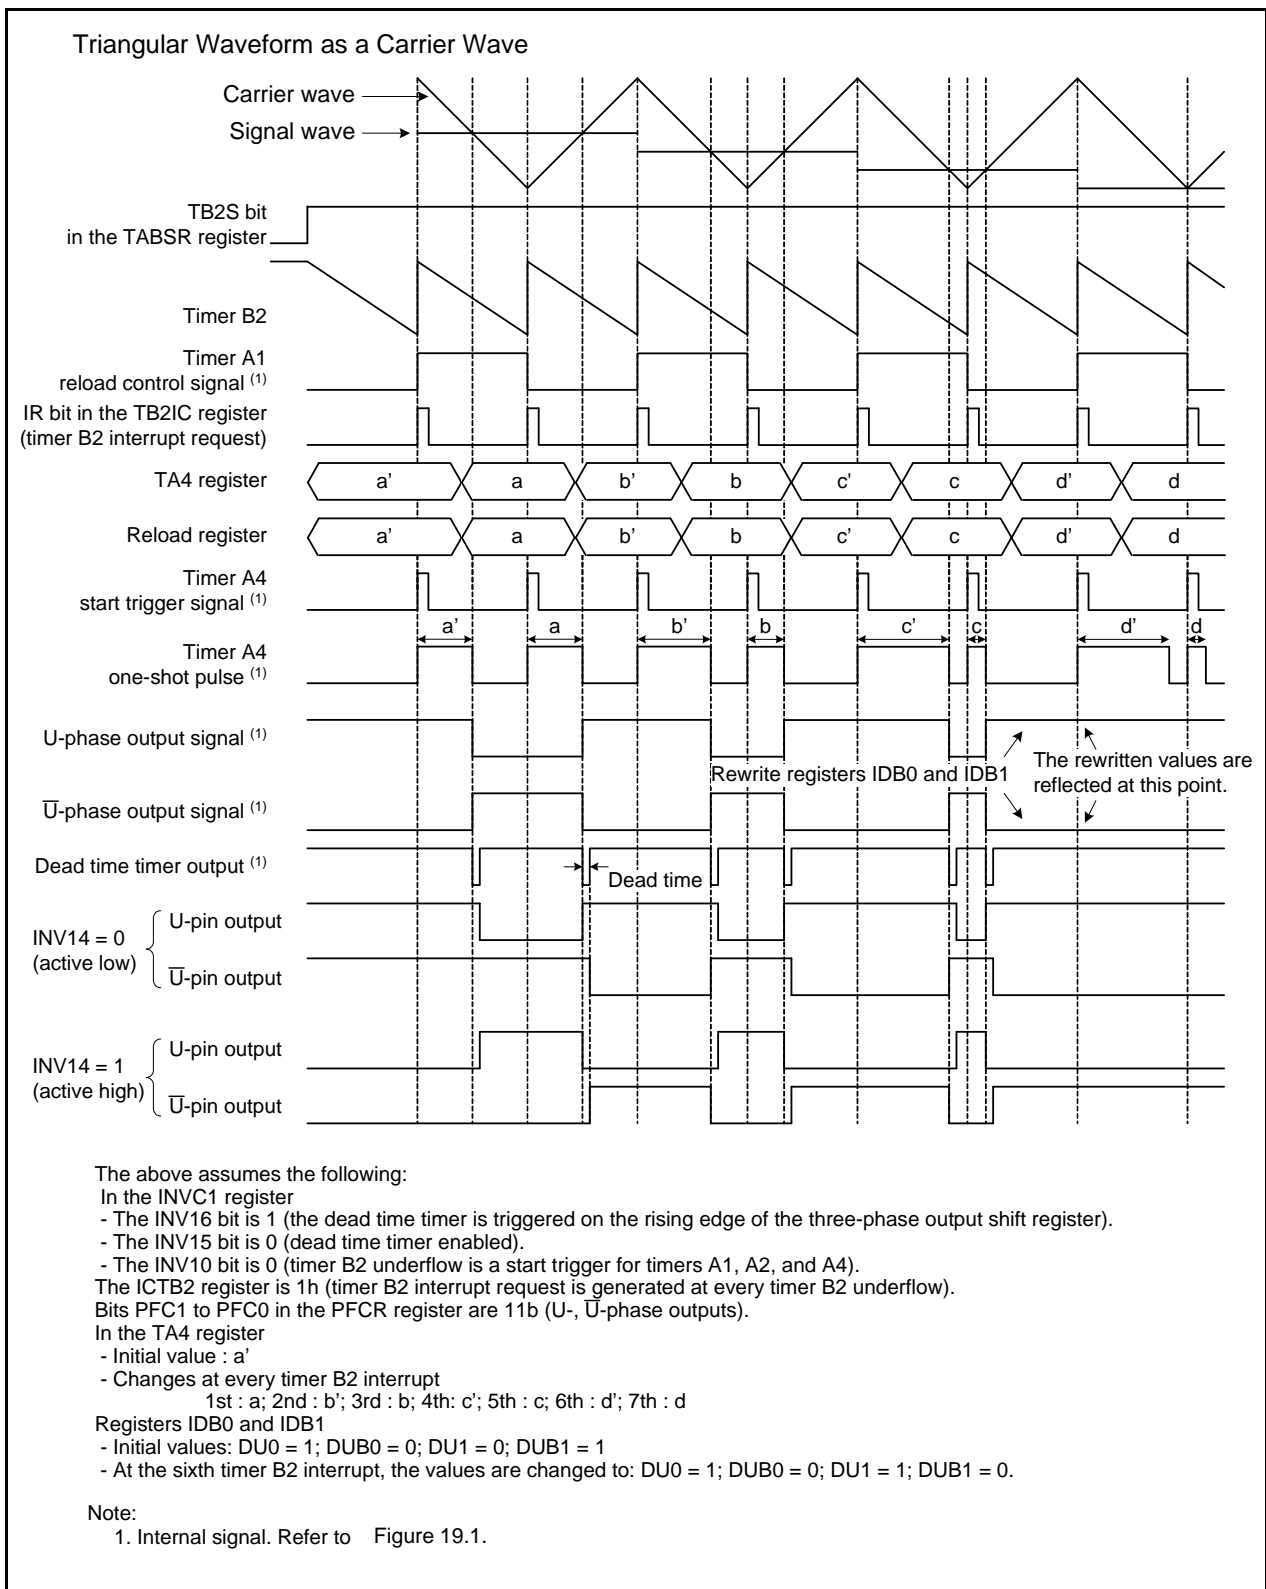 Triangular Waveform as a Carrier Wave
Carrier wave
Signal wave
TB2S bit
in the TABSR register
Timer B2
Timer A1
reload control signal (1)
IR bit in the TB2IC register
(timer B2 interrupt request)
TA4 register
a’ a b’ b c’ c d’ d
Reload register
a’ a b’ b c’ c d’ d
Timer A4
start trigger signal (1)
a’ a b’ b c’ c d’ d
Timer A4
one-shot pulse (1)
U-phase output signal (1)
Rewrite registers IDB0 and IDB1
The rewritten values are
reflected at this point.
U̅-phase output signal (1)
Dead time timer output (1)
Dead time
INV14 = 0
(active low)
U-pin output
U̅-pin output
INV14 = 1
(active high)
U-pin output
U̅-pin output
The above assumes the following:
In the INVC1 register
- The INV16 bit is 1 (the dead time timer is triggered on the rising edge of the three-phase output shift register).
- The INV15 bit is 0 (dead time timer enabled).
- The INV10 bit is 0 (timer B2 underflow is a start trigger for timers A1, A2, and A4).
The ICTB2 register is 1h (timer B2 interrupt request is generated at every timer B2 underflow).
Bits PFC1 to PFC0 in the PFCR register are 11b (U-, U̅-phase outputs).
In the TA4 register
- Initial value : a’
- Changes at every timer B2 interrupt
1st : a; 2nd : b’; 3rd : b; 4th: c’; 5th : c; 6th : d’; 7th : d
Registers IDB0 and IDB1
- Initial values: DU0 = 1; DUB0 = 0; DU1 = 0; DUB1 = 1
- At the sixth timer B2 interrupt, the values are changed to: DU0 = 1; DUB0 = 0; DU1 = 1; DUB1 = 0.
Note:
1. Internal signal. Refer to Figure 19.1.